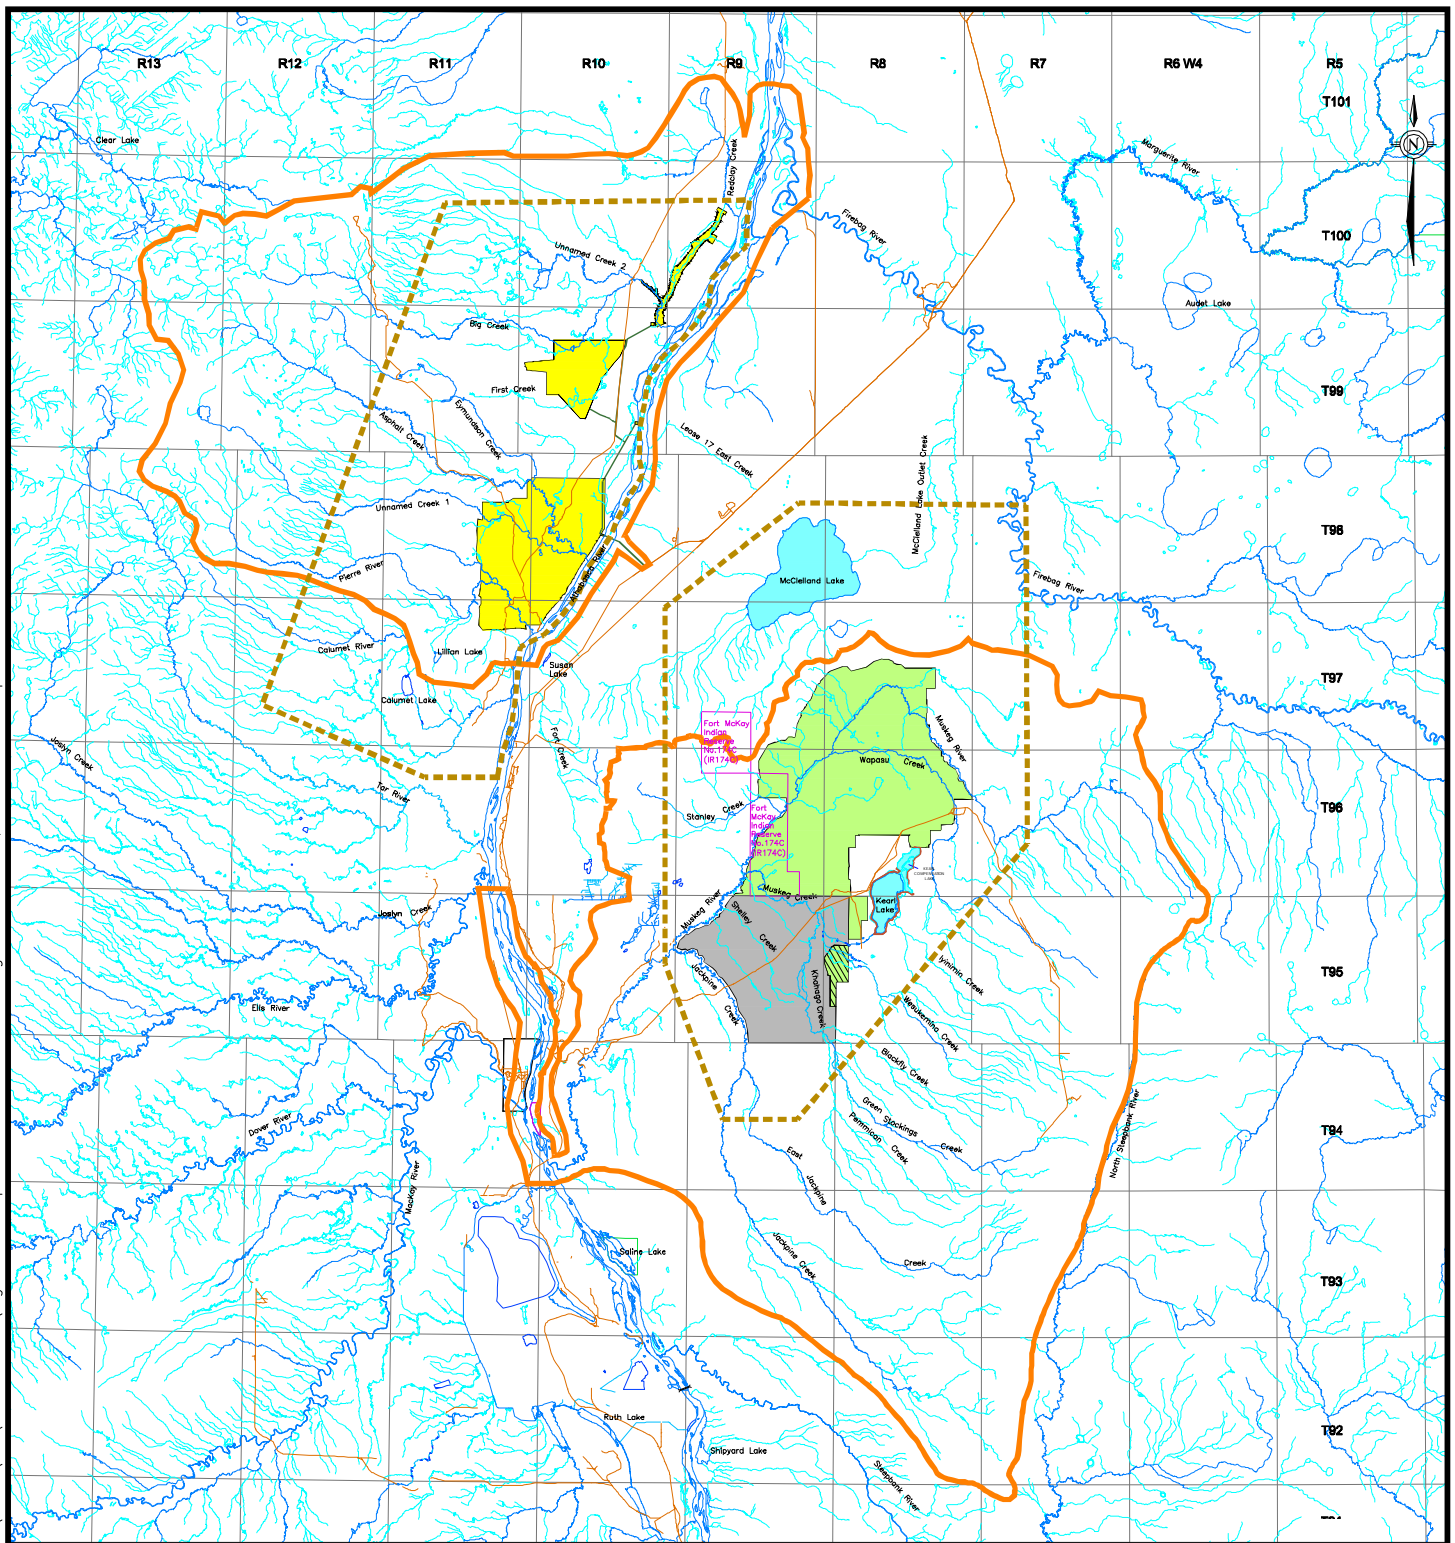 R13
R12
R11
R10
R9
R8
R7
R6 W4
R5
T101
Clear Lake
Redclay Creek
Marguerite River
N
Firebag River
T100
Unnamed Creek 2
Audet Lake
Big Creek
First Creek
T99
Eymundson Creek
Asphalt Creek
Lease 17 East Creek
McClelland Lake Outlet Creek
Unnamed Creek 1
T98
Pierre River
Athabasca River
McClelland Lake
Firebag River
Calumet River
Lillian Lake
Susan
Lake
T97
Calumet Lake
Fort McKay
Indian
Reserve
No.174C
(IR174C)
Muskeg River
Joslyn Creek
Fort Creek
Wapasu Creek
Tar River
Stanley Creek
T96
Fort
McKay
Indian
Reserve
No.174C
(IR174C)
COMPENSATION
LAKE
Muskeg Creek
Muskeg River
Kearl
Lake
Joslyn Creek
Shelley Creek
Iyinimin Creek
T95
Jackpine Creek
Khahago Creek
Ells River
Wesukemina Creek
Blackfly Creek
Dover River
Green Stockings Creek
Pemmican Creek
North Steepbank River
T94
East Jackpine Creek
MacKay River
Saline Lake
Jackpine Creek
T93
Ruth Lake
T92
Shipyard Lake
Steepbank River